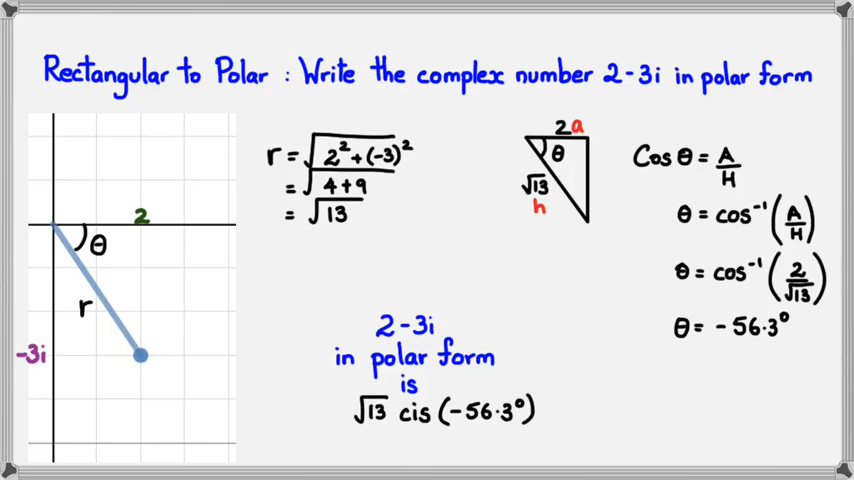 Rectangular to Polar : Write the complex number 2-3i in polar form
2
θ
r
-3i
r = √2² + (-3)²
= √4+9
= √13
2a
θ
√13
h
Cos θ = A/H
θ = cos⁻¹ (A/H)
θ = cos⁻¹ (2/√13)
θ = -56.3°
2-3i
in polar form
is
√13 cis (-56.3°)